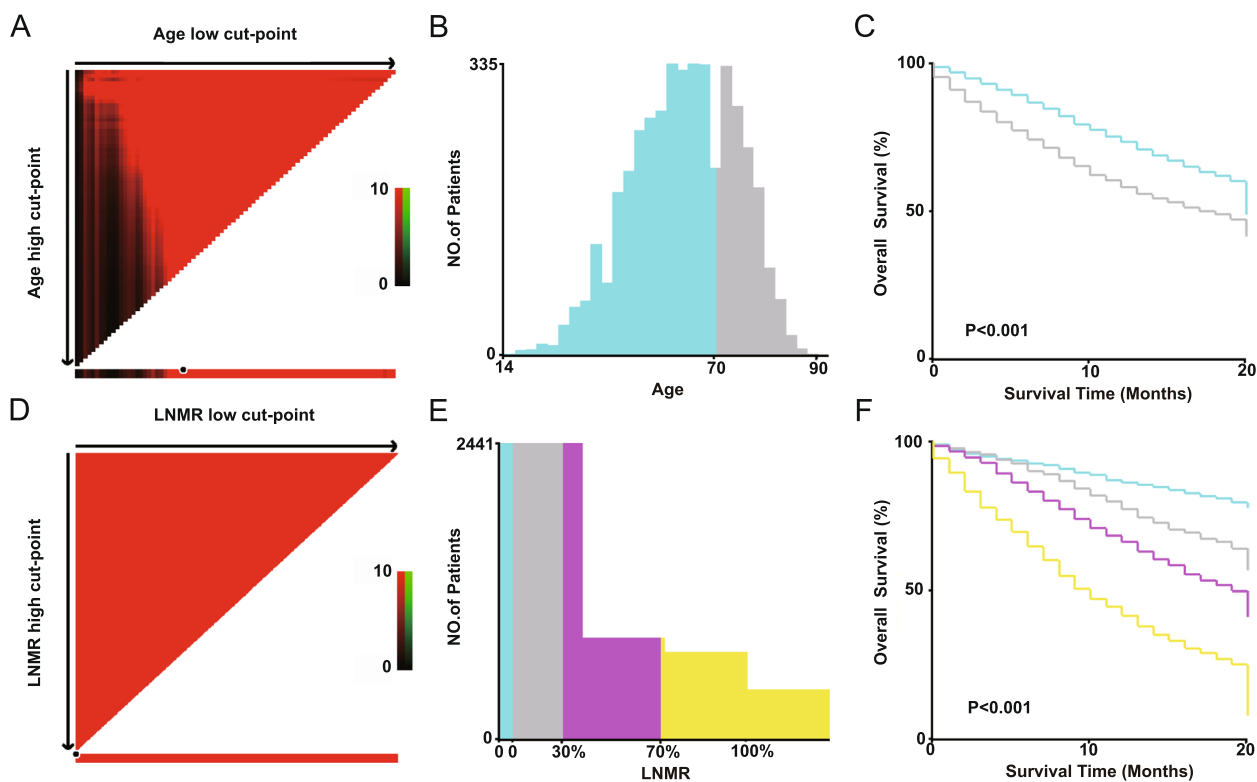 A
Age low cut-point
Age high cut-point
10
0
B
335
NO.of Patients
0
14
70
90
Age
C
100
Overall Survival (%)
50
P<0.001
0
0
10
20
Survival Time (Months)
D
LNMR low cut-point
LNMR high cut-point
10
0
E
2441
NO.of Patients
0
0 0
30%
70%
100%
LNMR
F
100
Overall Survival (%)
50
P<0.001
0
0
10
20
Survival Time (Months)